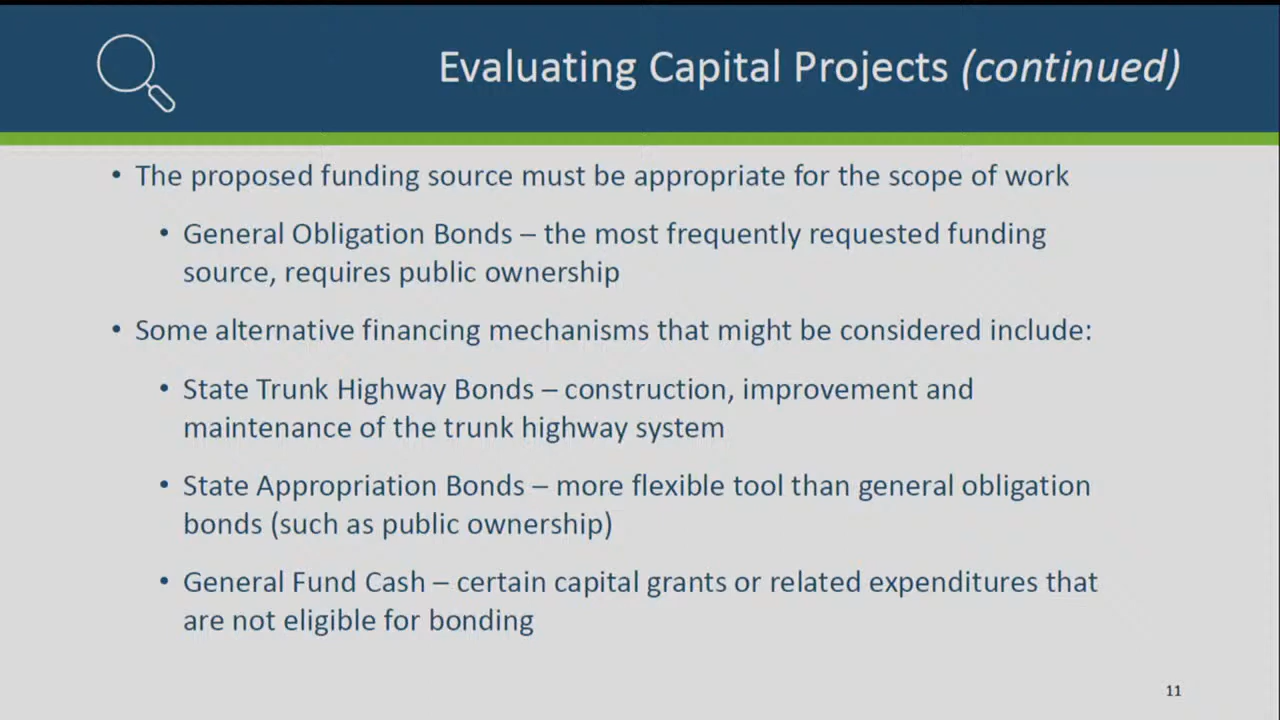 Evaluating Capital Projects (continued)
• The proposed funding source must be appropriate for the scope of work
• General Obligation Bonds – the most frequently requested funding
source, requires public ownership
• Some alternative financing mechanisms that might be considered include:
• State Trunk Highway Bonds – construction, improvement and
maintenance of the trunk highway system
• State Appropriation Bonds – more flexible tool than general obligation
bonds (such as public ownership)
• General Fund Cash – certain capital grants or related expenditures that
are not eligible for bonding
11